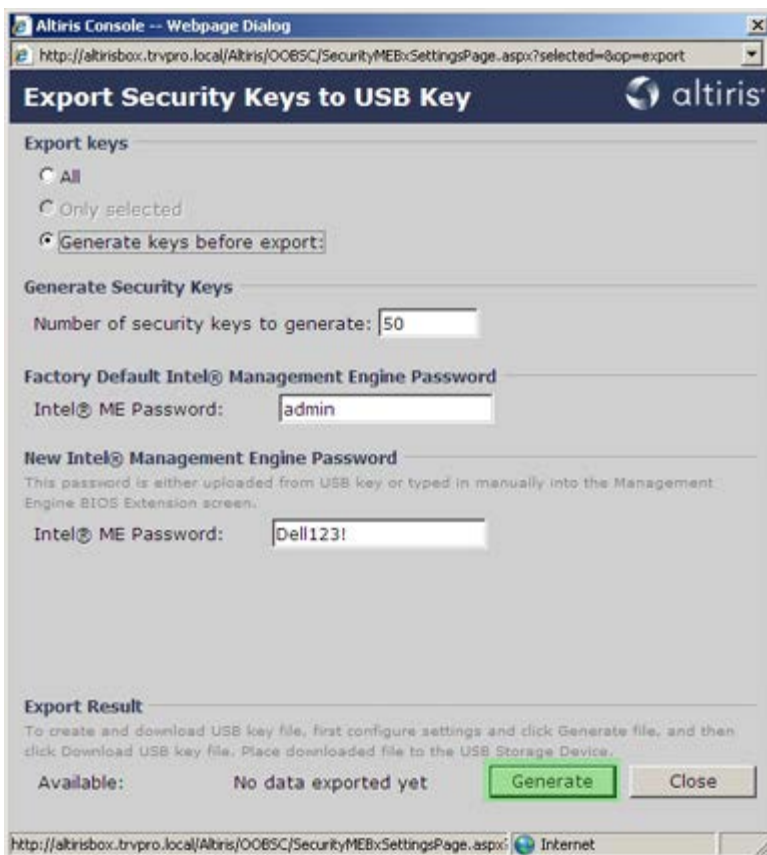 Altiris Console -- Webpage Dialog
http://altirisbox.trvpro.local/Altiris/OOBSC/SecurityMEBxSettingsPage.aspx?selected=&op=export
Export Security Keys to USB Key
altiris
Export keys
All
Only selected
Generate keys before export:
Generate Security Keys
Number of security keys to generate: 50
Factory Default Intel® Management Engine Password
Intel® ME Password: admin
New Intel® Management Engine Password
This password is either uploaded from USB key or typed in manually into the Management
Engine BIOS Extension screen.
Intel® ME Password: Dell123!
Export Result
To create and download USB key file, first configure settings and click Generate file, and then
click Download USB key file. Place downloaded file to the USB Storage Device.
Available: No data exported yet Generate Close
http://altirisbox.trvpro.local/Altiris/OOBSC/SecurityMEBxSettingsPage.aspx Internet